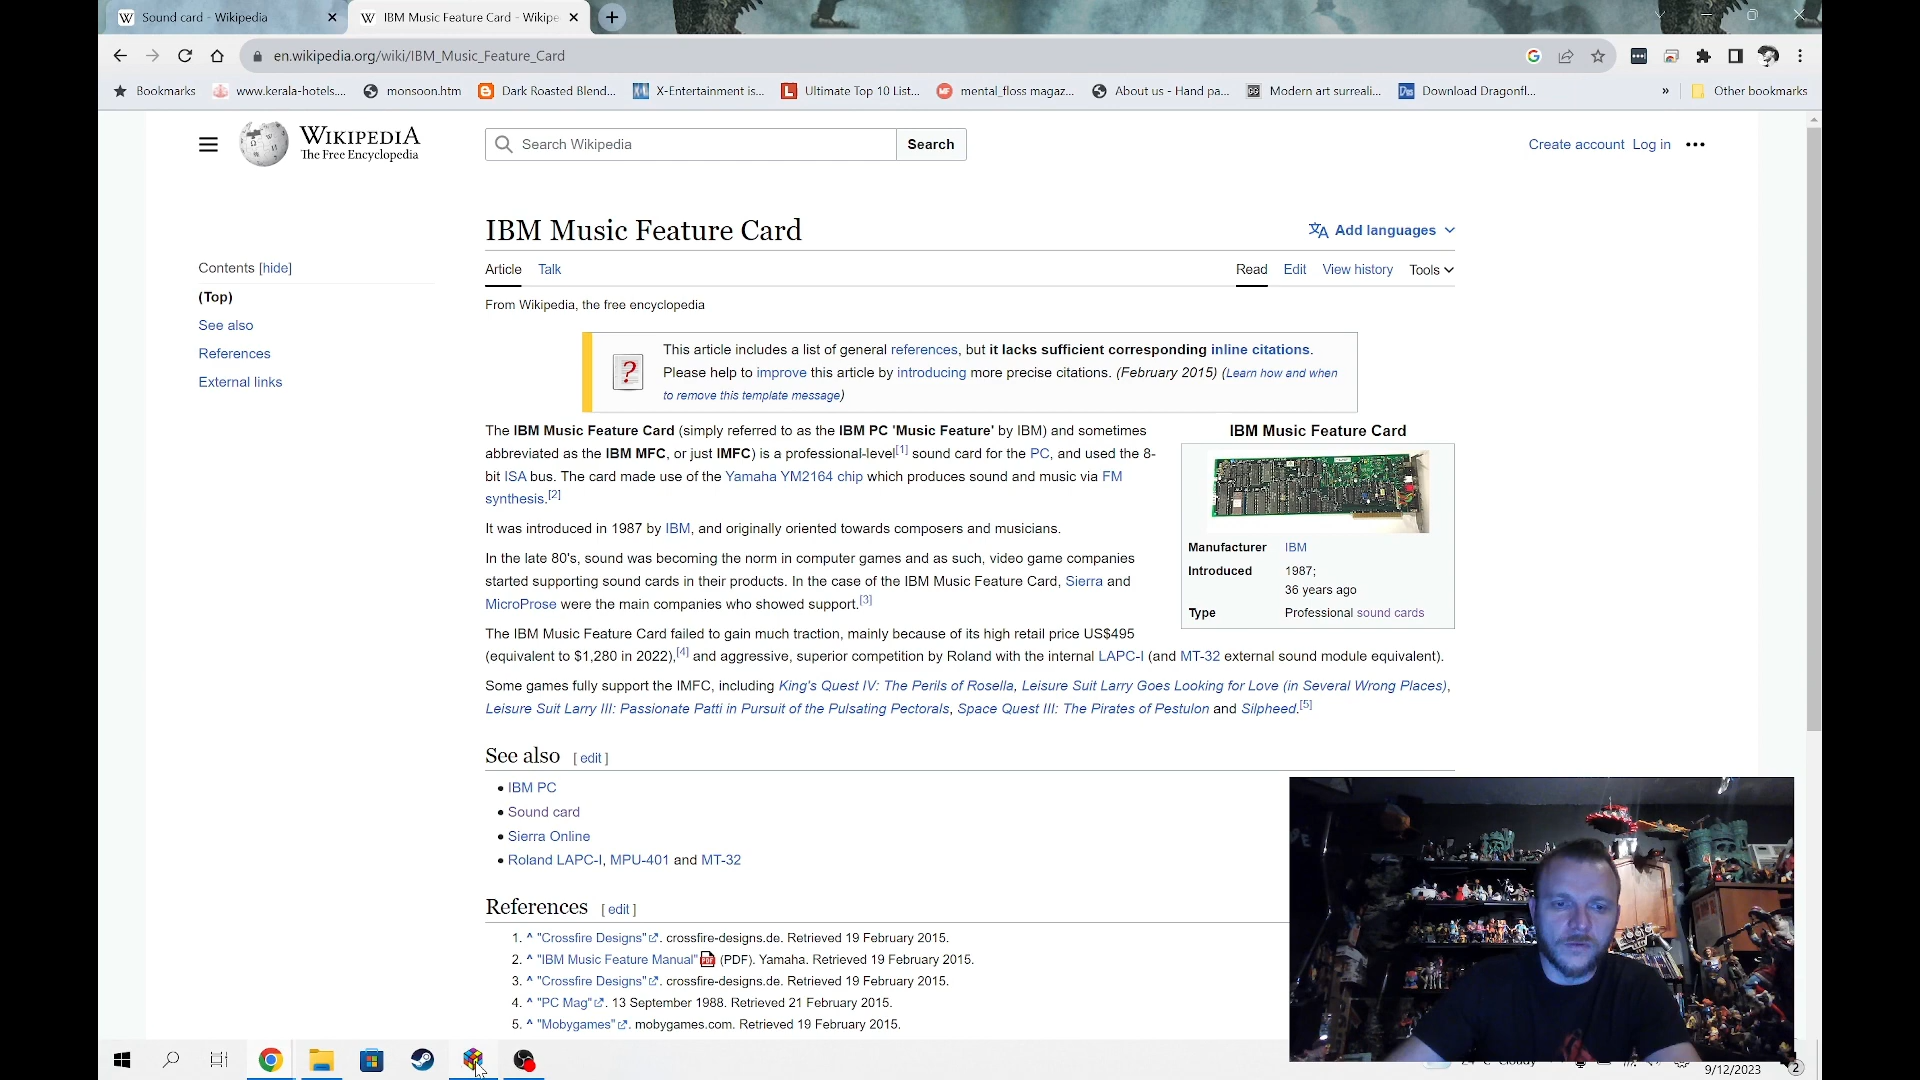 Sound card - Wikipedia
IBM Music Feature Card - Wikipe
en.wikipedia.org/wiki/IBM_Music_Feature_Card
Bookmarks www.kerala-hotels.... monsoon.htm Dark Roasted Blend... X-Entertainment is... Ultimate Top 10 List... mental_floss magaz... About us - Hand pa... Modern art surreali... Download Dragonfl... » Other bookmarks
WIKIPEDIA
The Free Encyclopedia
Search Wikipedia Search
Create account Log in
IBM Music Feature Card
Add languages
Contents [hide]
(Top)
See also
References
External links
Article Talk
Read Edit View history Tools
From Wikipedia, the free encyclopedia
This article includes a list of general references, but it lacks sufficient corresponding inline citations.
Please help to improve this article by introducing more precise citations. (February 2015) (Learn how and when
to remove this template message)
The IBM Music Feature Card (simply referred to as the IBM PC 'Music Feature' by IBM) and sometimes
abbreviated as the IBM MFC, or just IMFC) is a professional-level[1] sound card for the PC, and used the 8-
bit ISA bus. The card made use of the Yamaha YM2164 chip which produces sound and music via FM
synthesis.[2]
It was introduced in 1987 by IBM, and originally oriented towards composers and musicians.
In the late 80's, sound was becoming the norm in computer games and as such, video game companies
started supporting sound cards in their products. In the case of the IBM Music Feature Card, Sierra and
MicroProse were the main companies who showed support.[3]
IBM Music Feature Card
Manufacturer IBM
Introduced 1987;
36 years ago
Type Professional sound cards
The IBM Music Feature Card failed to gain much traction, mainly because of its high retail price US$495
(equivalent to $1,280 in 2022),[4] and aggressive, superior competition by Roland with the internal LAPC-I (and MT-32 external sound module equivalent).
Some games fully support the IMFC, including King's Quest IV: The Perils of Rosella, Leisure Suit Larry Goes Looking for Love (in Several Wrong Places),
Leisure Suit Larry III: Passionate Patti in Pursuit of the Pulsating Pectorals, Space Quest III: The Pirates of Pestulon and Silpheed.[5]
See also [ edit ]
• IBM PC
• Sound card
• Sierra Online
• Roland LAPC-I, MPU-401 and MT-32
References [ edit ]
1. ^ "Crossfire Designs". crossfire-designs.de. Retrieved 19 February 2015.
2. ^ "IBM Music Feature Manual" (PDF). Yamaha. Retrieved 19 February 2015.
3. ^ "Crossfire Designs". crossfire-designs.de. Retrieved 19 February 2015.
4. ^ "PC Mag". 13 September 1988. Retrieved 21 February 2015.
5. ^ "Mobygames". mobygames.com. Retrieved 19 February 2015.
9/12/2023
2